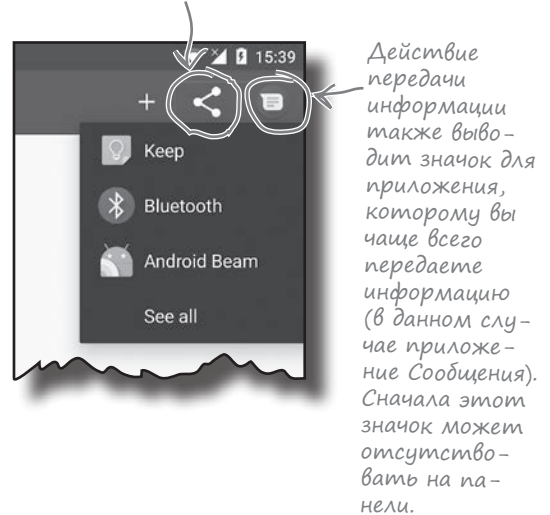 15:39
+
Keep
Bluetooth
Android Beam
See all
Действие
передачи
информации
также выво-
дит значок для
приложения,
которому вы
чаще всего
передаете
информацию
(в данном слу-
чае приложе-
ние Сообщения).
Сначала этот
значок может
отсутство-
вать на па-
нели.